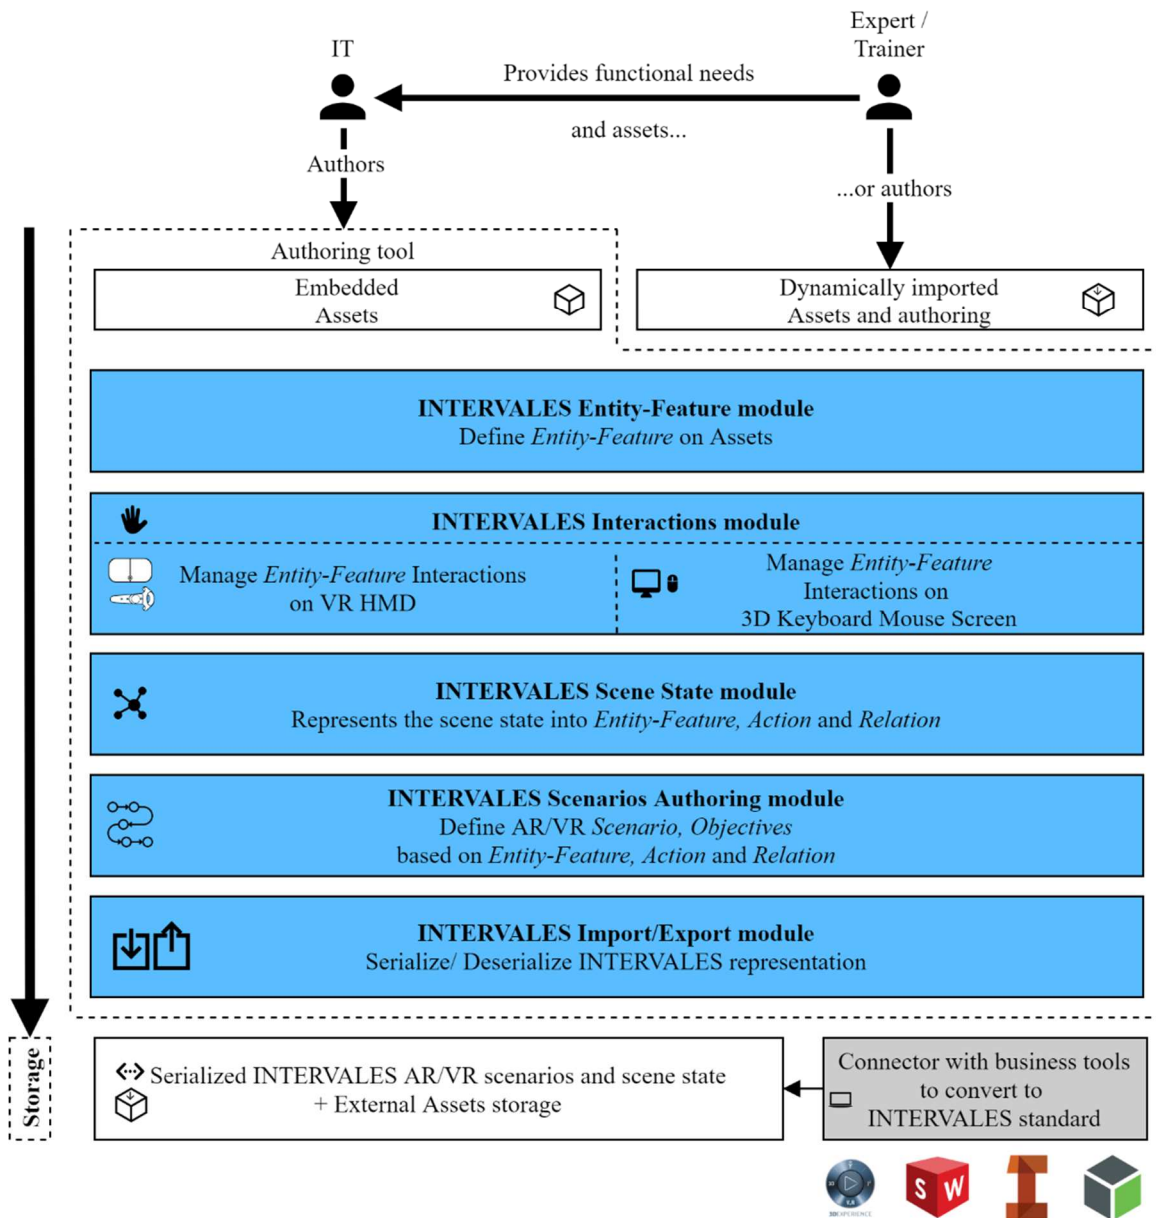 Expert /
Trainer
IT
Provides functional needs
and assets...
Authors
...or authors
Authoring tool
Embedded
Assets
Dynamically imported
Assets and authoring
INTERVALES Entity-Feature module
Define Entity-Feature on Assets
INTERVALES Interactions module
Manage Entity-Feature Interactions
on VR HMD
Manage Entity-Feature
Interactions on
3D Keyboard Mouse Screen
INTERVALES Scene State module
Represents the scene state into Entity-Feature, Action and Relation
INTERVALES Scenarios Authoring module
Define AR/VR Scenario, Objectives
based on Entity-Feature, Action and Relation
INTERVALES Import/Export module
Serialize/ Deserialize INTERVALES representation
Storage
Serialized INTERVALES AR/VR scenarios and scene state
+ External Assets storage
Connector with business tools
to convert to
INTERVALES standard
3DEXPERIENCE
S W